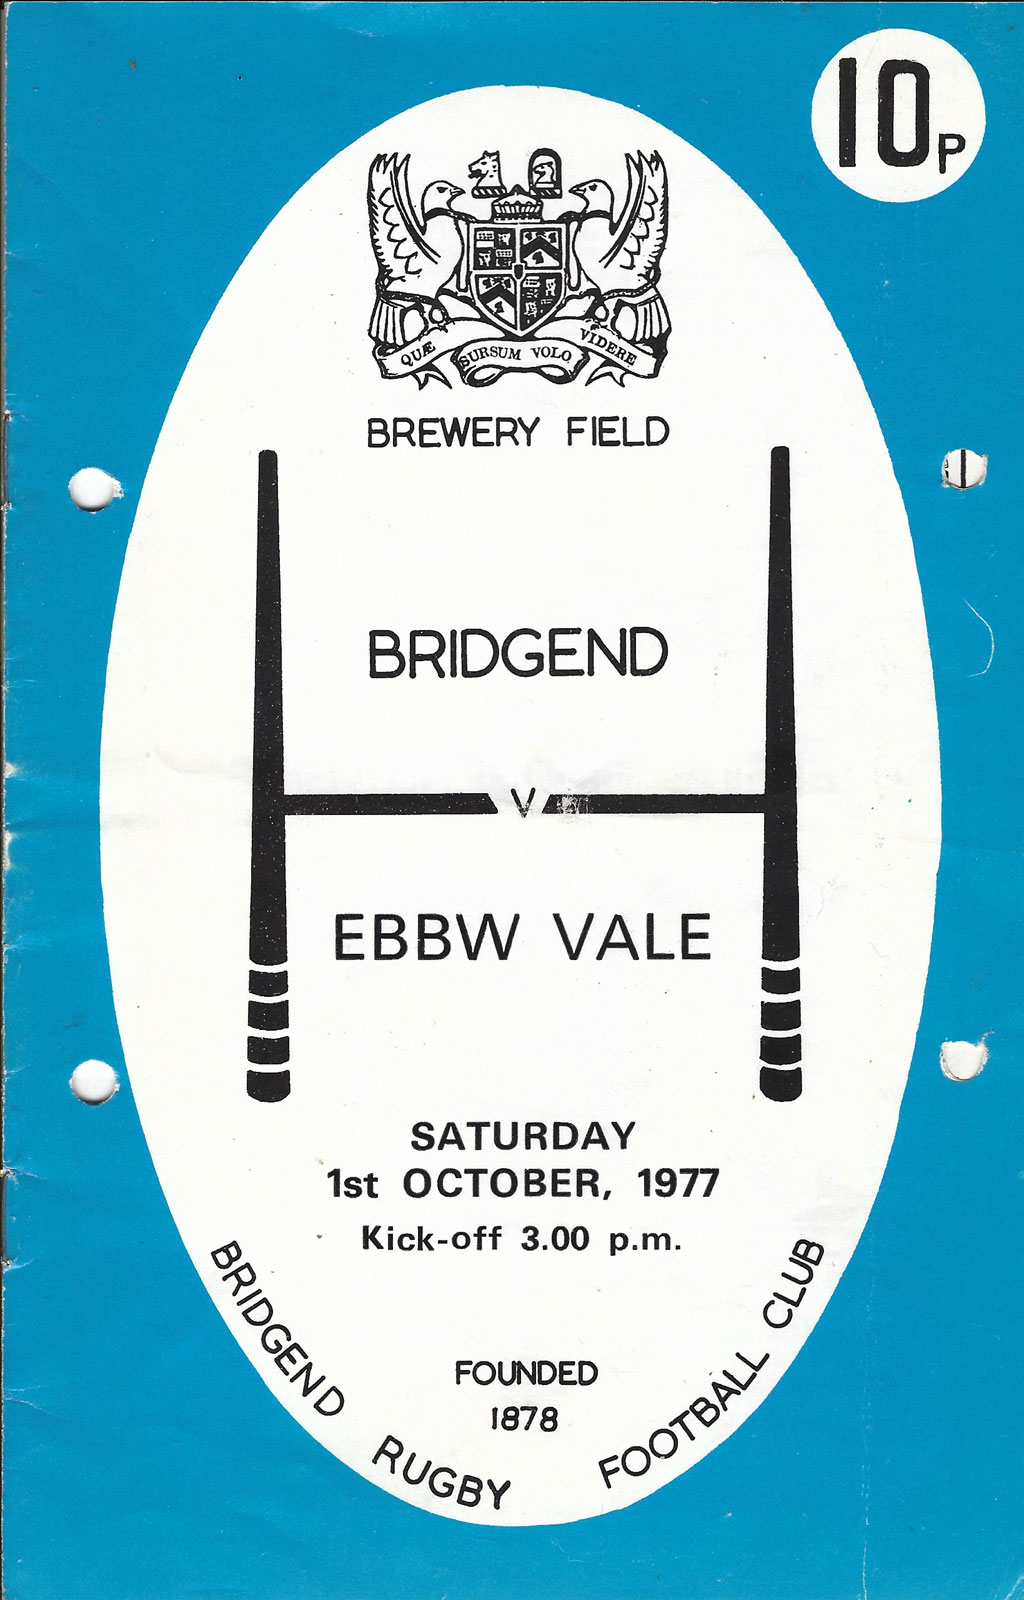 10P
QUÆ SURSUM VOLO VIDERE
BREWERY FIELD
BRIDGEND
V
EBBW VALE
SATURDAY
1st OCTOBER, 1977
Kick-off 3.00 p.m.
FOUNDED
1878
BRIDGEND RUGBY FOOTBALL CLUB